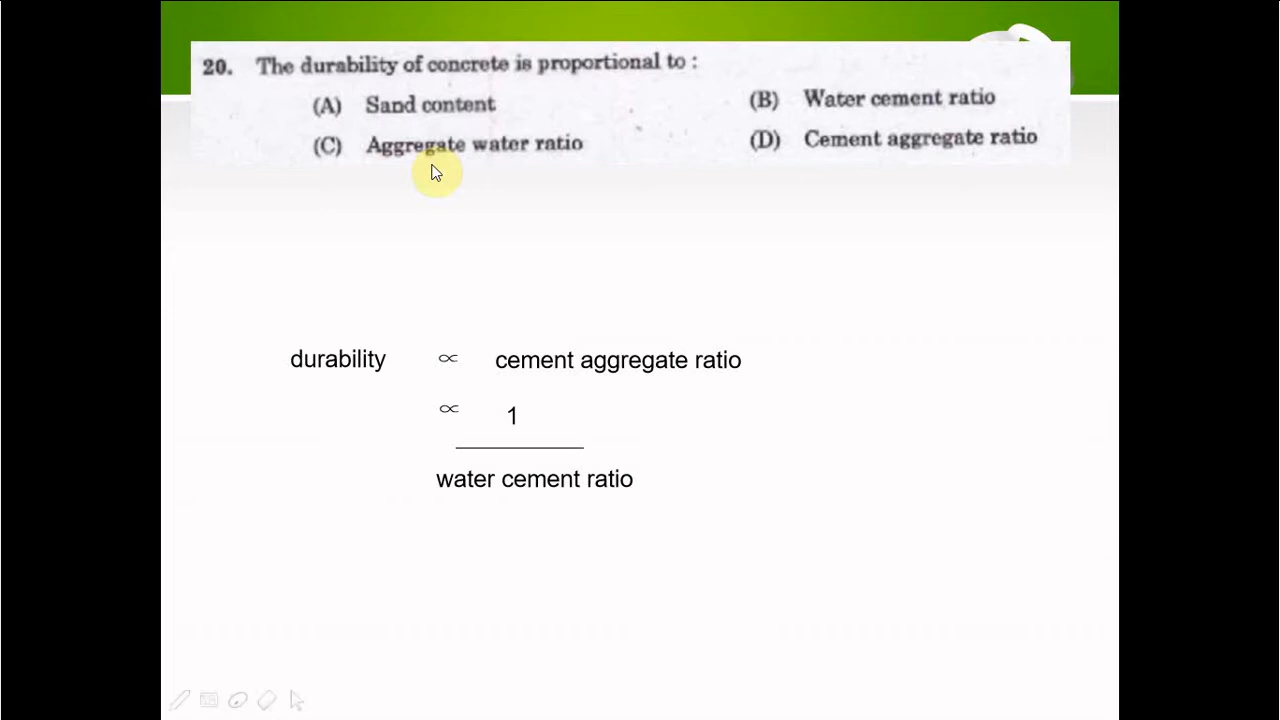 20. The durability of concrete is proportional to :
(A) Sand content (B) Water cement ratio
(C) Aggregate water ratio (D) Cement aggregate ratio
durability ∝ cement aggregate ratio
∝ 1
water cement ratio